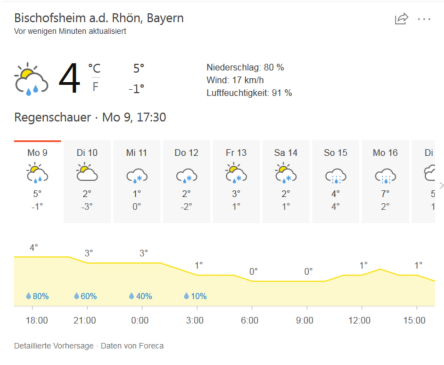 Bischofsheim a.d. Rhön, Bayern
Vor wenigen Minuten aktualisiert
4 °C F 5° -1°
Niederschlag: 80 %
Wind: 17 km/h
Luftfeuchtigkeit: 91 %
Regenschauer · Mo 9, 17:30
Mo 9 Di 10 Mi 11 Do 12 Fr 13 Sa 14 So 15 Mo 16 Di
5° 2° 1° 2° 3° 2° 4° 7° 5
-1° -3° 0° -2° 1° 1° 4° 2°
4° 3° 3° 1° 0° 0° 1° 1°
80% 60% 40% 10%
18:00 21:00 0:00 3:00 6:00 9:00 12:00 15:00
Detaillierte Vorhersage · Daten von Foreca